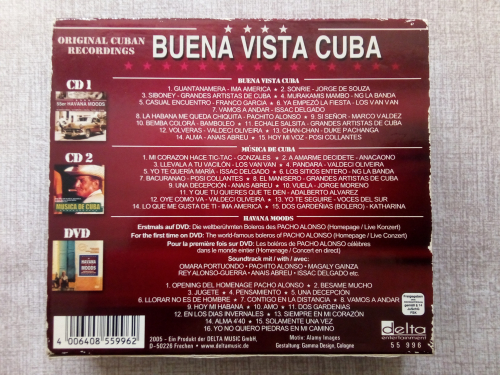 ORIGINAL CUBAN
RECORDINGS
BUENA VISTA CUBA
CD 1
BUENA VISTA CUBA
1. GUANTANAMERA - IMA AMERICA ★ 2. SONRIE - JORGE DE SOUZA
3. SIBONEY - GRANDES ARTISTAS DE CUBA ★ 4. MURAKAMIS MAMBO - NG LA BANDA
5. CASUAL ENCUENTRO - FRANCO GARCIA ★ 6. YA EMPEZÓ LA FIESTA - LOS VAN VAN
7. VAMOS A ANDAR - ISSAC DELGADO
8. LA HABANA ME QUEDA CHIQUITA - PACHITO ALONSO ★ 9. SI SEÑOR - MARCO VALDEZ
10. BEMBA COLORÁ - BAMBOLEO ★ 11. ECHALE SALSITA - GRANDES ARTISTAS DE CUBA
12. VOLVERAS - VALDECI OLIVEIRA ★ 13. CHAN-CHAN - DUKE PACHANGA
14. ALMA - ANAIS ABREU ★ 15. HOY MI VOZ - POSI COLLANTES
CD 2
MÚSICA DE CUBA
MÚSICA DE CUBA
1. MI CORAZON HACE TIC-TAC - GONZALES ★ 2. A AMARME DECIDETE - ANACAONO
3. LLEVALA A TU VACILÓN - LOS VAN VAN ★ 4. PANDARA - VALDECI OLIVEIRA
5. YO TE QUERÍA MARÍA - ISSAC DELGADO ★ 6. LOS SITIOS ENTERO - NG LA BANDA
7. BACURANAO - POSI COLLANTES ★ 8. EL MANISERO - GRANDES ARTISTAS DE CUBA
9. UNA DECEPCIÓN - ANAIS ABREU ★ 10. VUELA - JORGE MORENO
11. Y QUE TU QUIERES QUE TE DEN - ADALBERTO ALVAREZ
12. OYE COMO VA - VALDECI OLIVEIRA ★ 13. YO TE SEGUIRE - VOCES DEL SUR
14. LO QUE ME GUSTA DE TI - IMA AMERICA ★ 15. DOS GARDENIAS (BOLERO) - KATHARINA
DVD
HAVANA
MOODS
HAVANA MOODS
Erstmals auf DVD: Die weltberühmten Boleros des PACHO ALONSO (Homepage / Live Konzert)
For the first time on DVD: The world-famous boleros of PACHO ALONSO (Homepage / Live Concert)
Pour la première fois sur DVD: Les boléros de PACHO ALONSO célèbres
dans le monde entier (Homenage / Concert en direct)
Soundtrack mit / with / avec:
OMARA PORTUONDO ★ PACHITO ALONSO ★ MAGALY GAINZA
REY ALONSO-GUERRA ★ ANAIS ABREU ★ ISSAC DELGADO etc.
1. OPENING DEL HOMENAGE PACHO ALONSO ★ 2. BESAME MUCHO
3. JUGETE ★ 4. PENSAMIENTO ★ 5. UNA DECEPCIÓN
6. LLORAR NO ES DE HOMBRE ★ 7. CONTIGO EN LA DISTANCIA ★ 8. VAMOS A ANDAR
9. HOY MI HABANA ★ 10. AMO ★ 11. DOS GARDENIAS
12. EN LOS DIAS INVERNALES ★ 13. SIEMPRE EN MI CORAZÓN
14. ALMA 4'40 ★ 15. SOLAMENTE UNA VEZ
16. YO NO QUIERO PIEDRAS EN MI CAMINO
4 006408 559962
2005 - Ein Produkt der DELTA MUSIC GmbH,
D-50226 Frechen • www.deltamusic.de
Motiv: Alamy Images
Gestaltung: Gamma Design, Cologne
delta
entertainment
55 996